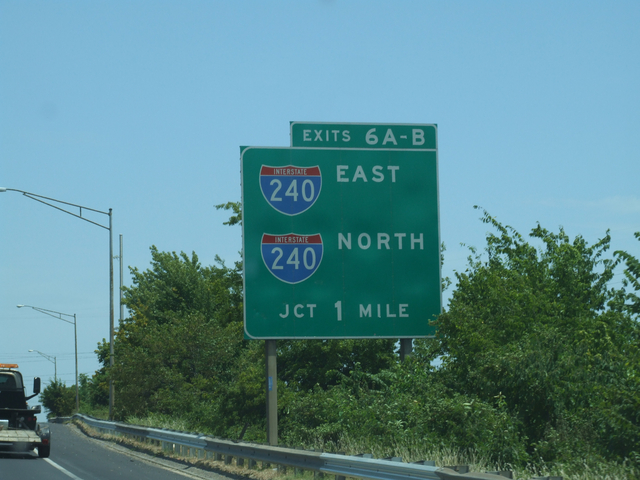 EXITS 6A-B
INTERSTATE 240 EAST
INTERSTATE 240 NORTH
JCT 1 MILE